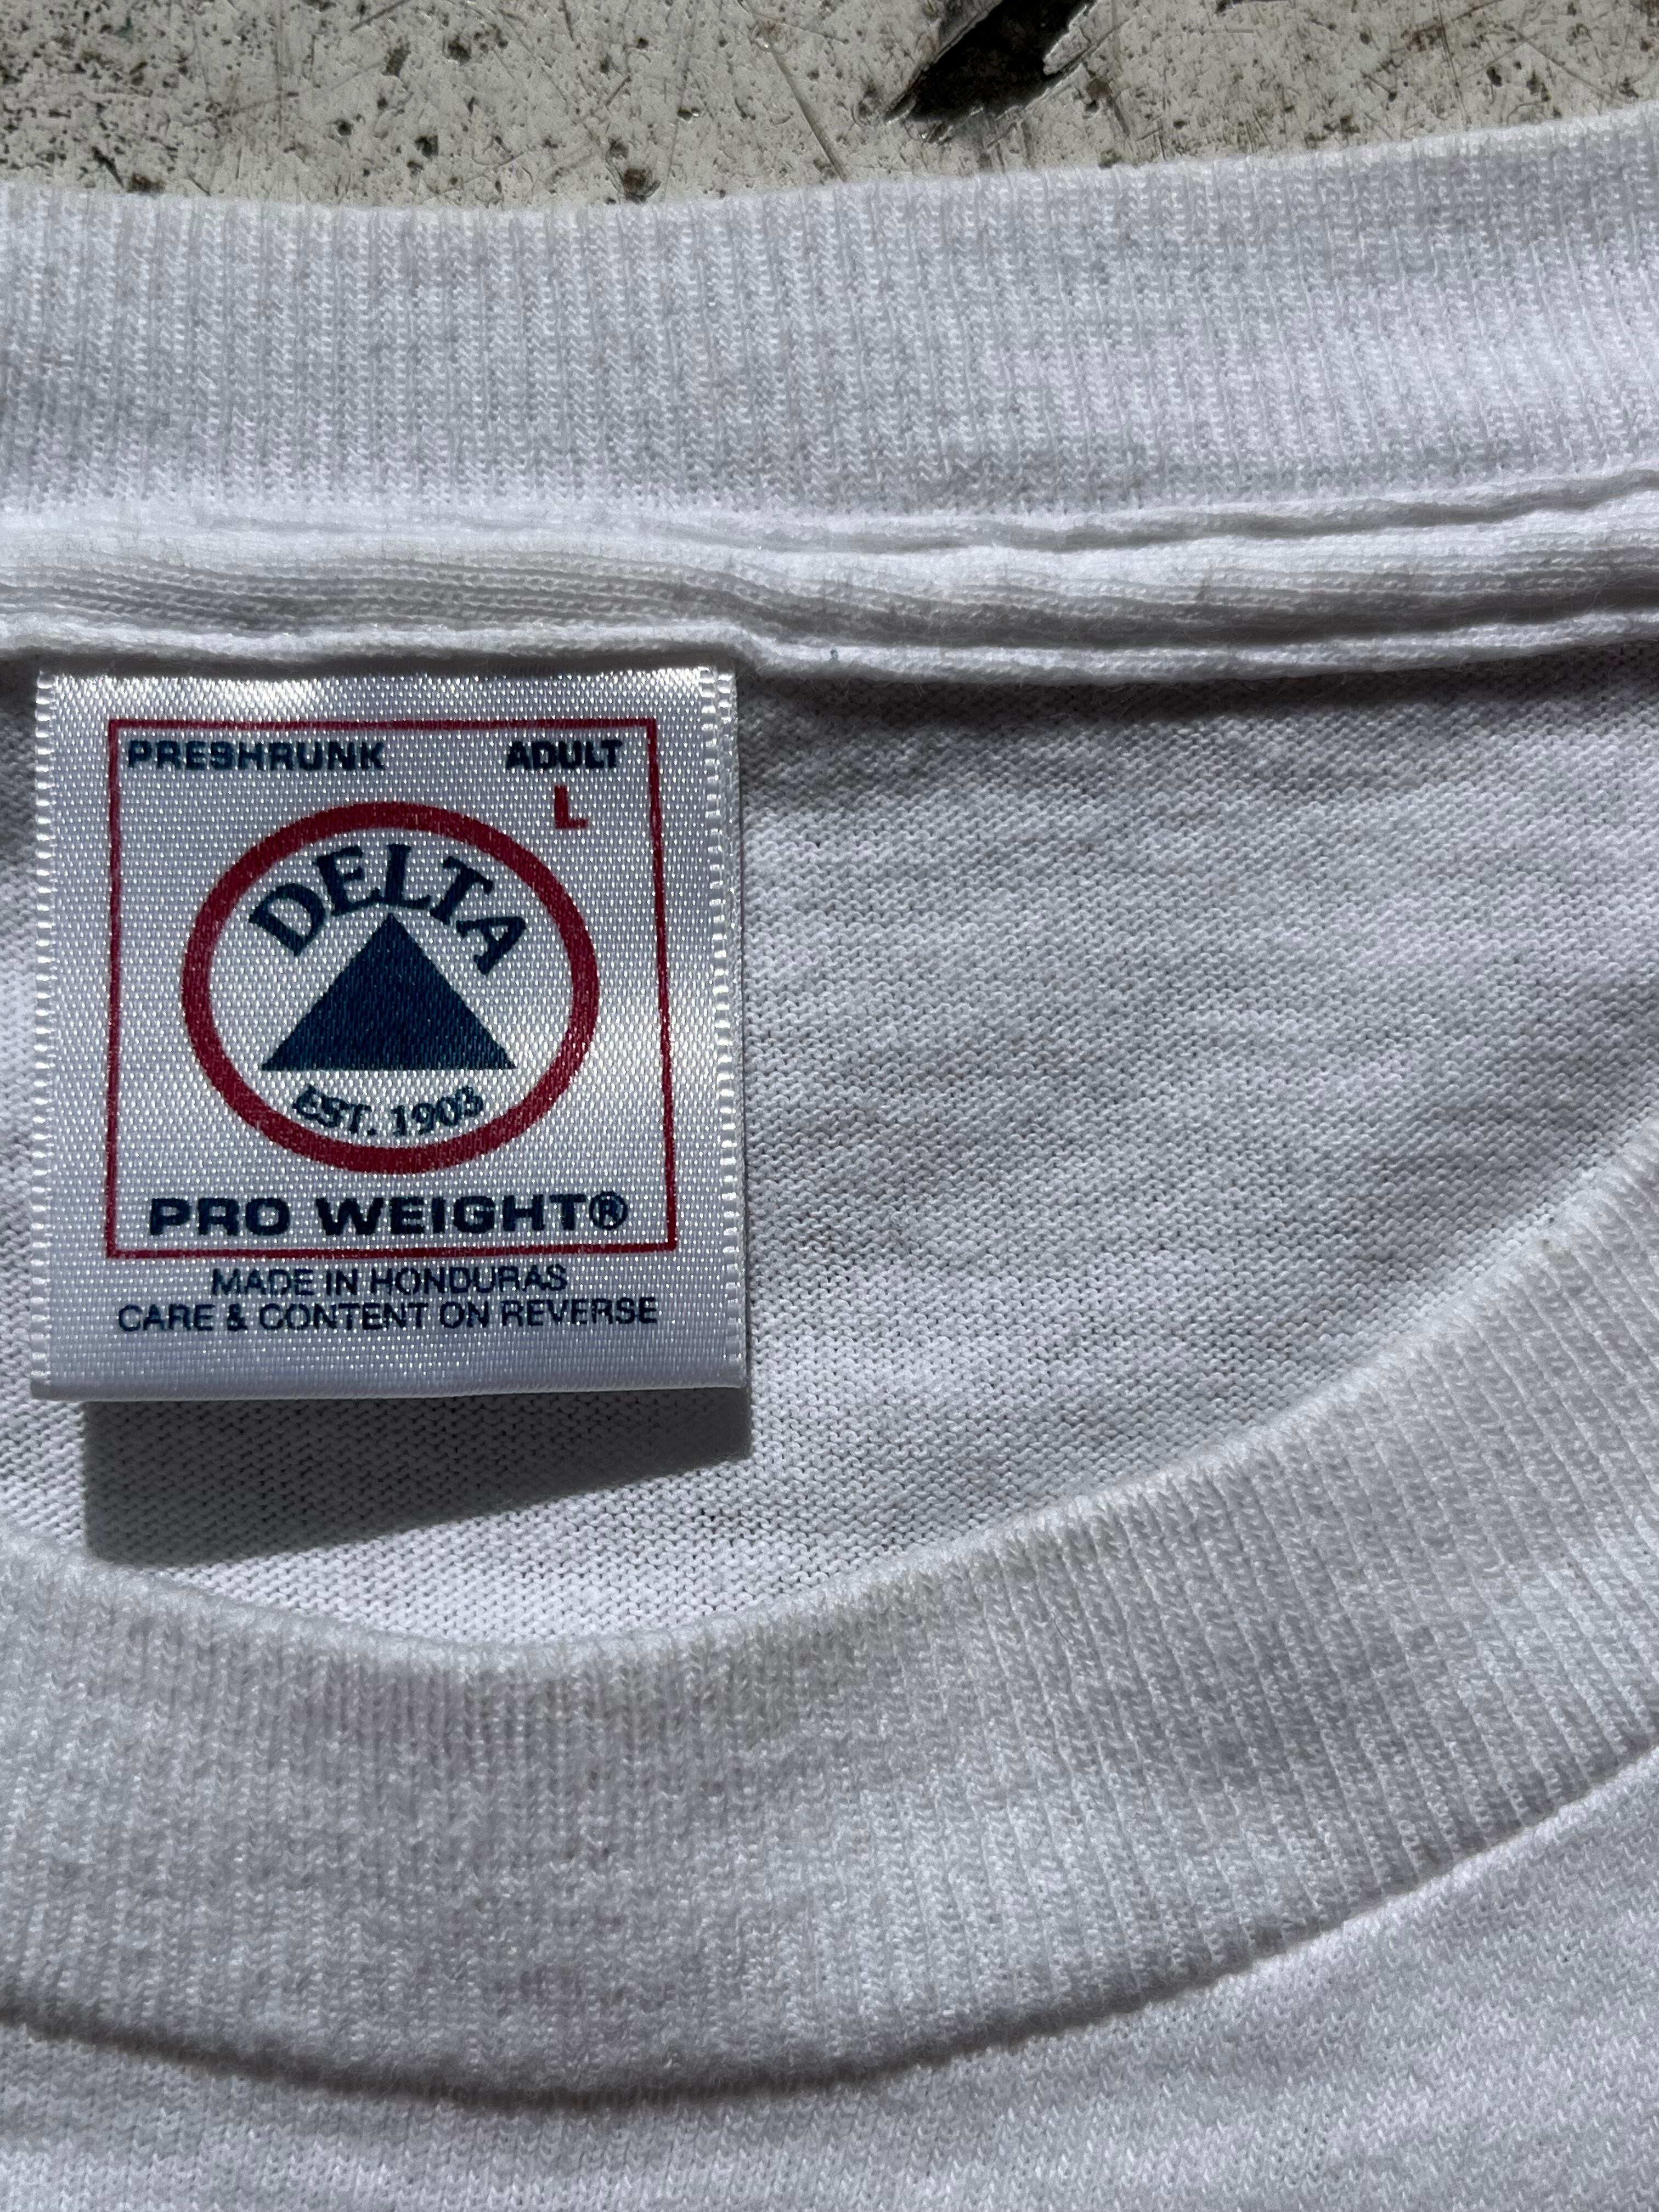 PRESHRUNK ADULT
L
DELTA
EST. 1903
PRO WEIGHT®
MADE IN HONDURAS
CARE & CONTENT ON REVERSE